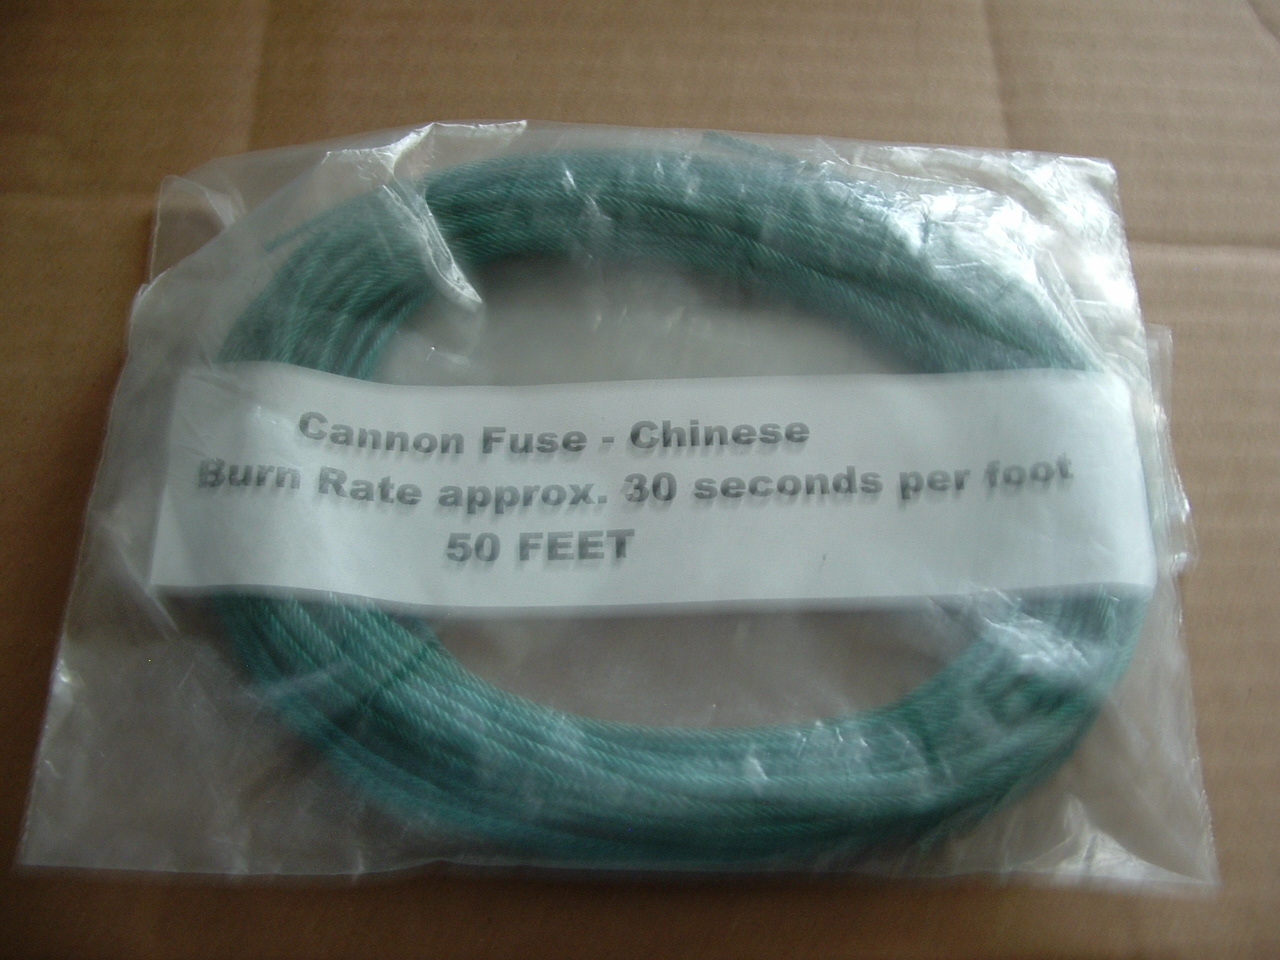 Cannon Fuse - Chinese
Burn Rate approx. 30 seconds per foot
50 FEET